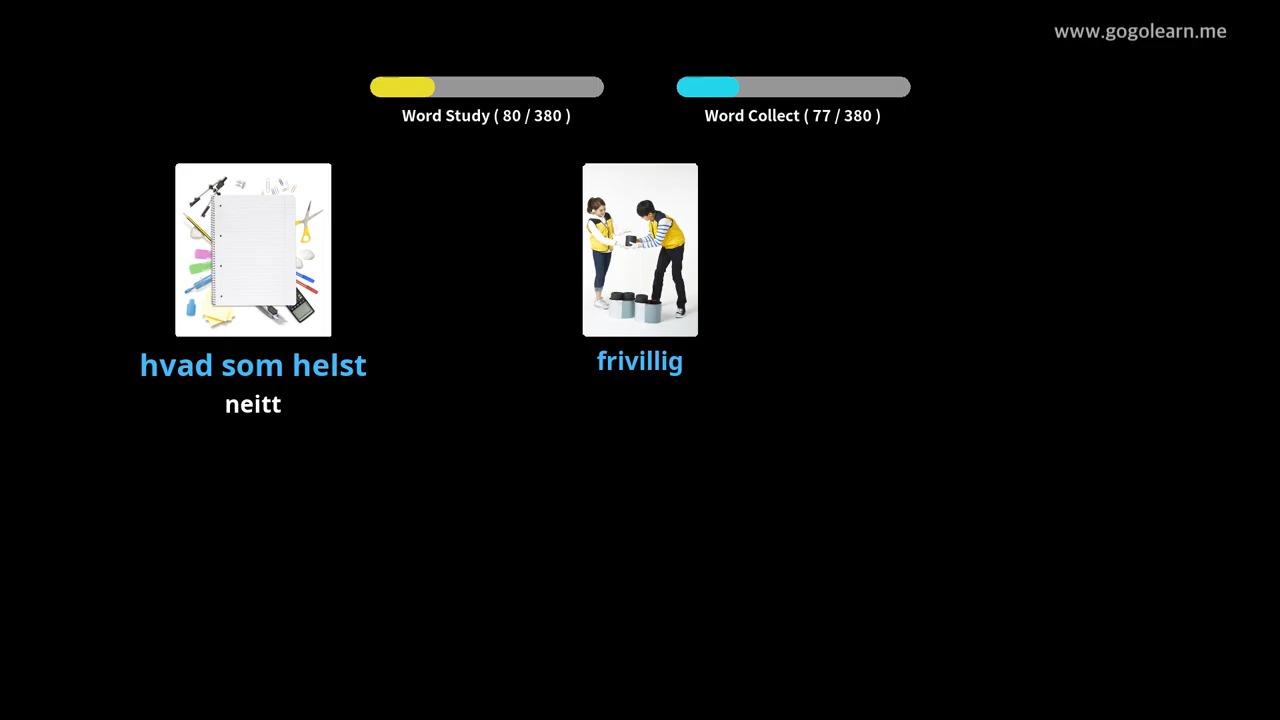 www.gogolearn.me
Word Study ( 80 / 380 )
Word Collect ( 77 / 380 )
hvad som helst
neitt
frivillig